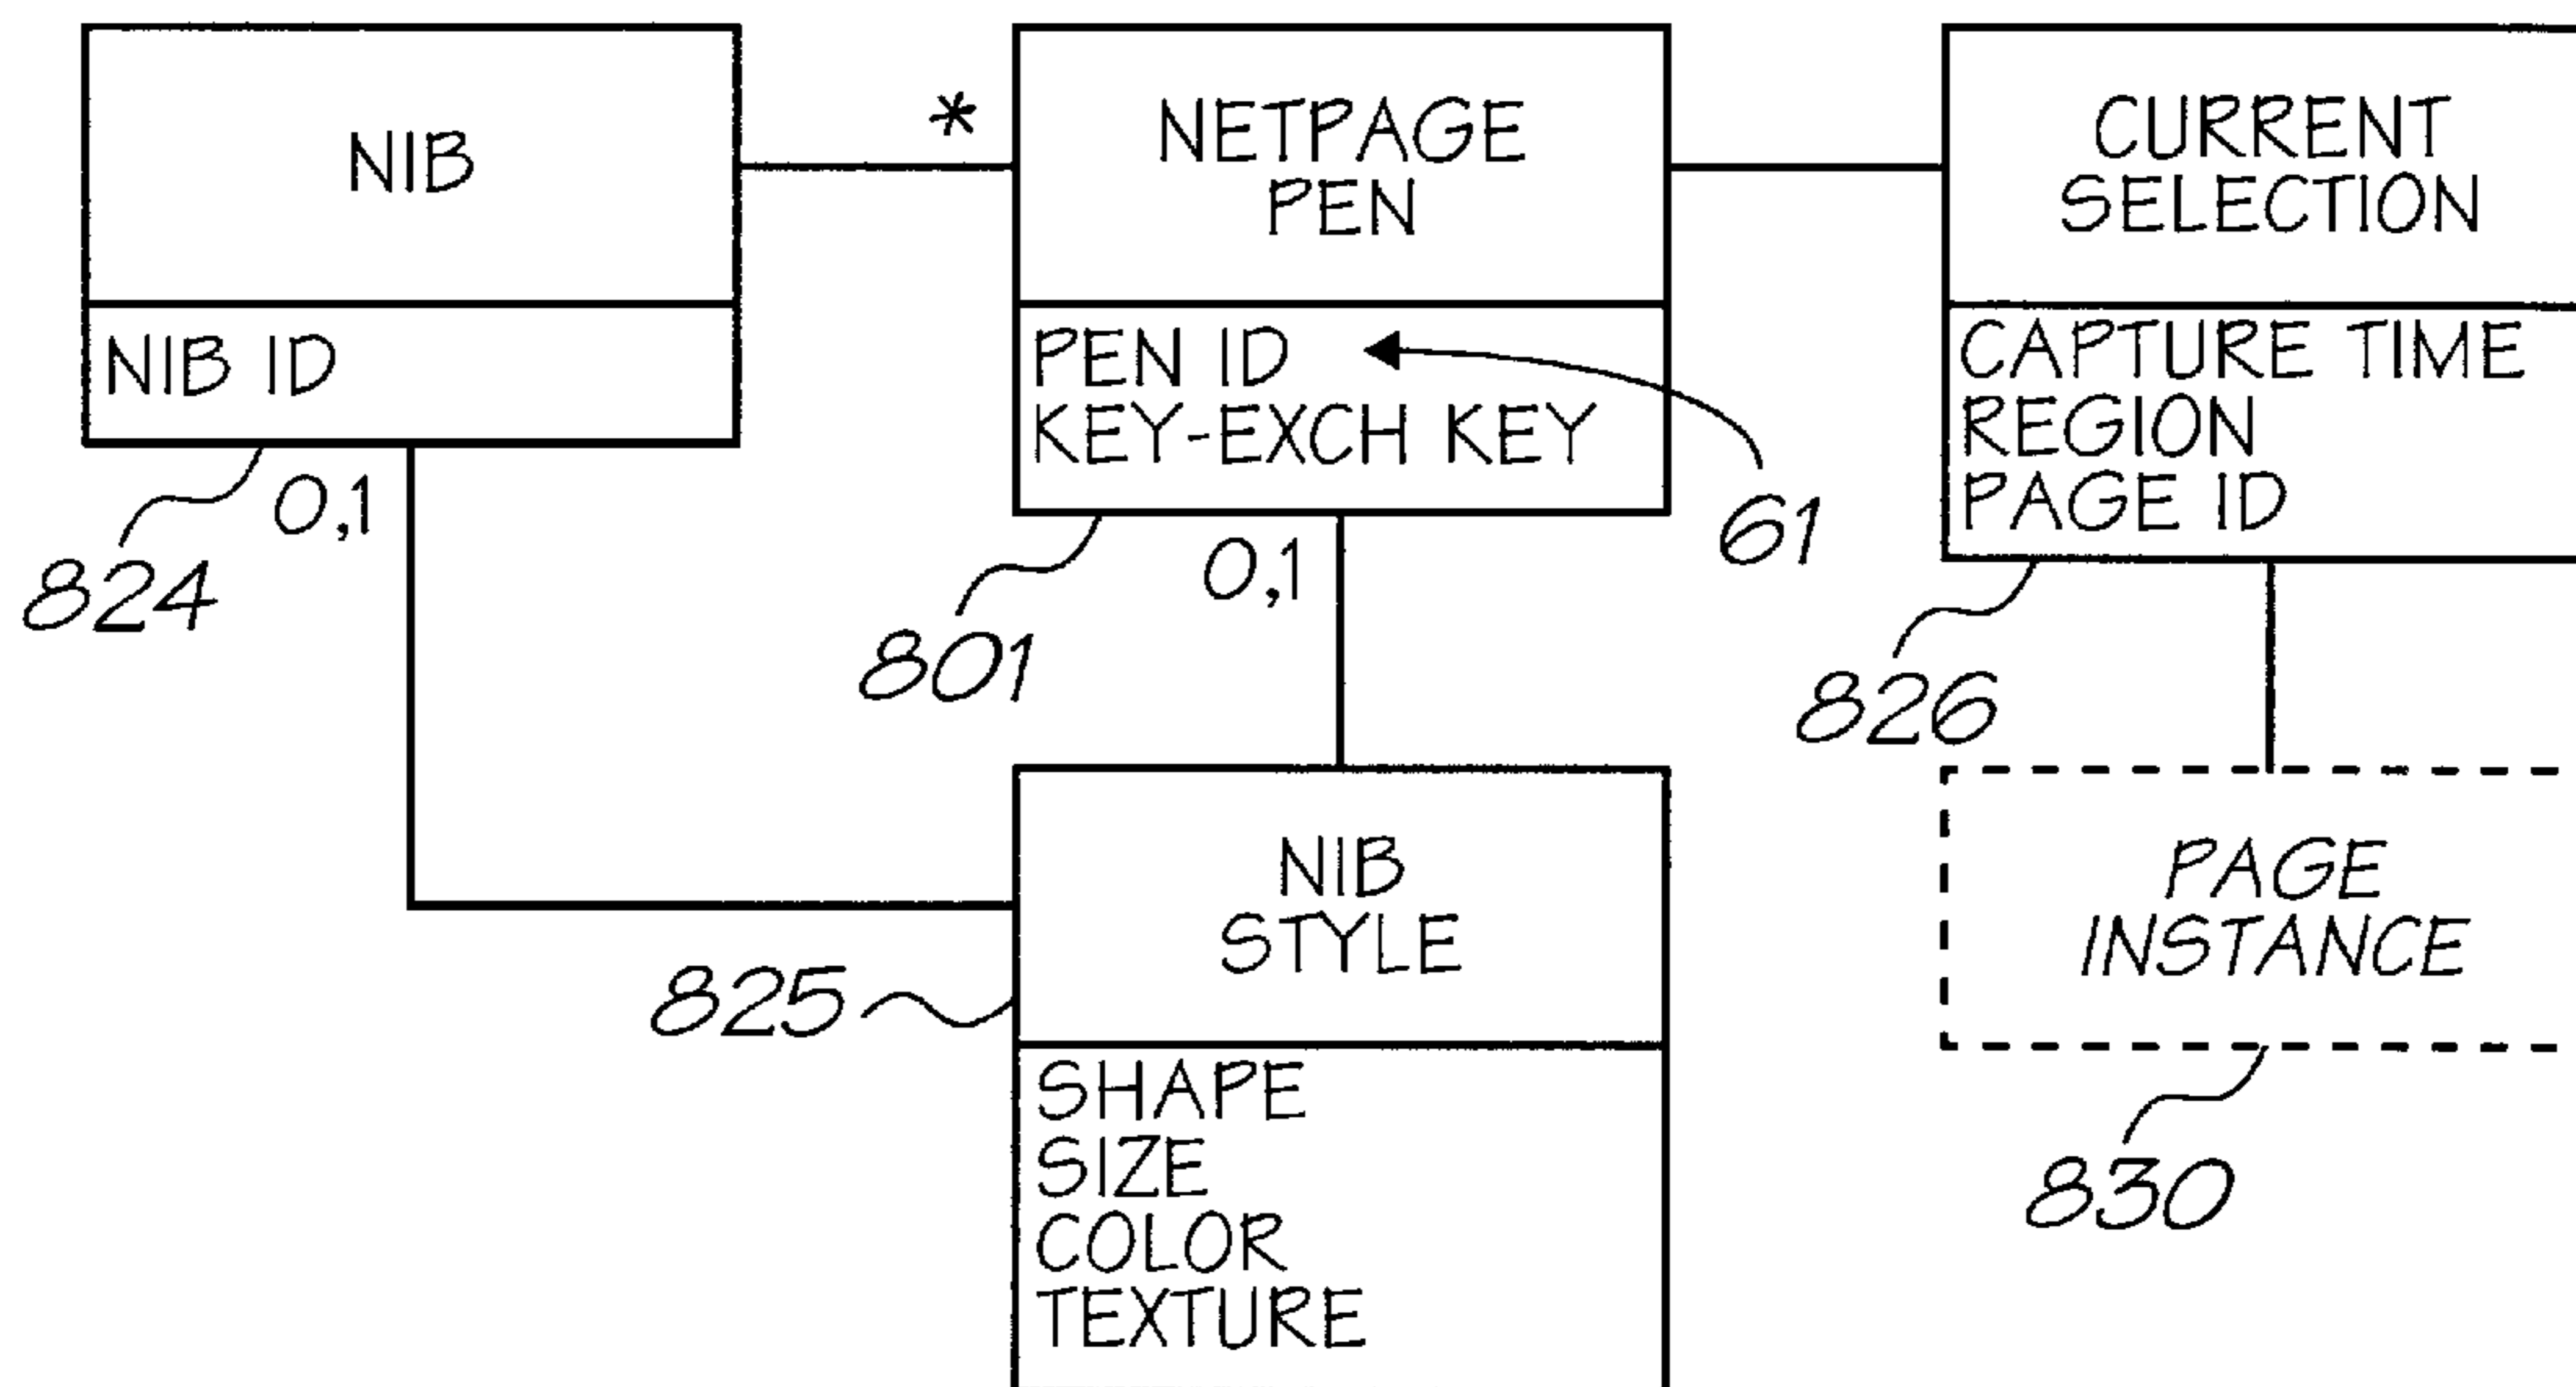 NIB
NIB ID
824
0,1
*
NETPAGE
PEN
PEN ID
KEY-EXCH KEY
61
801
0,1
CURRENT
SELECTION
CAPTURE TIME
REGION
PAGE ID
826
NIB
STYLE
825
SHAPE
SIZE
COLOR
TEXTURE
PAGE
INSTANCE
830